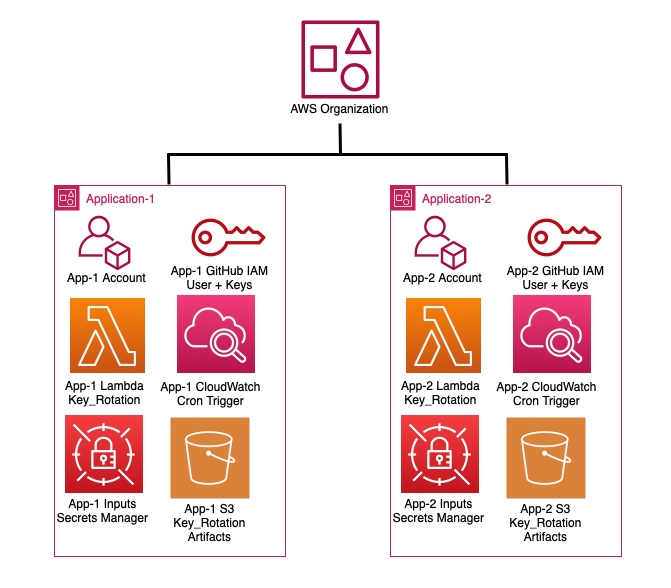 AWS Organization
Application-1
App-1 Account
App-1 GitHub IAM
User + Keys
App-1 Lambda
Key_Rotation
App-1 CloudWatch
Cron Trigger
App-1 Inputs
Secrets Manager
App-1 S3
Key_Rotation
Artifacts
Application-2
App-2 Account
App-2 GitHub IAM
User + Keys
App-2 Lambda
Key_Rotation
App-2 CloudWatch
Cron Trigger
App-2 Inputs
Secrets Manager
App-2 S3
Key_Rotation
Artifacts